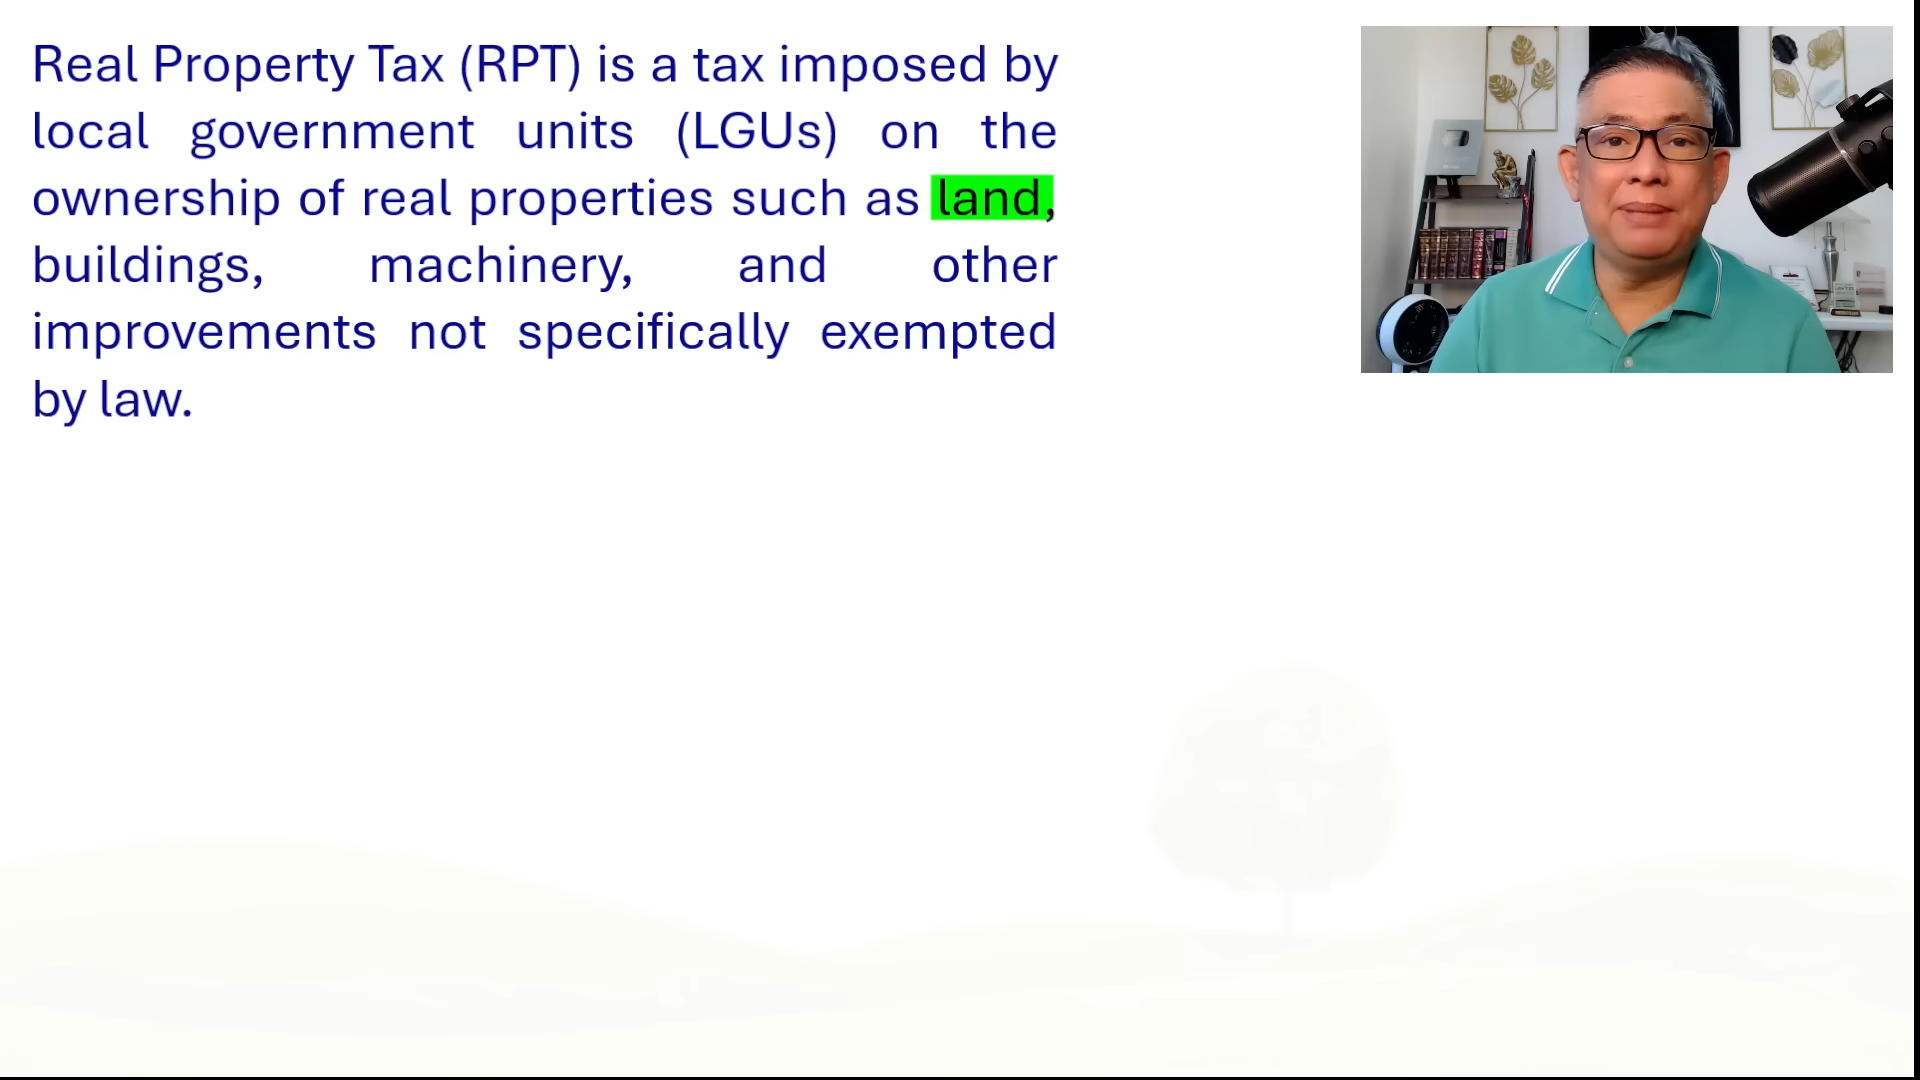 Real Property Tax (RPT) is a tax imposed by
local government units (LGUs) on the
ownership of real properties such as land,
buildings, machinery, and other
improvements not specifically exempted
by law.